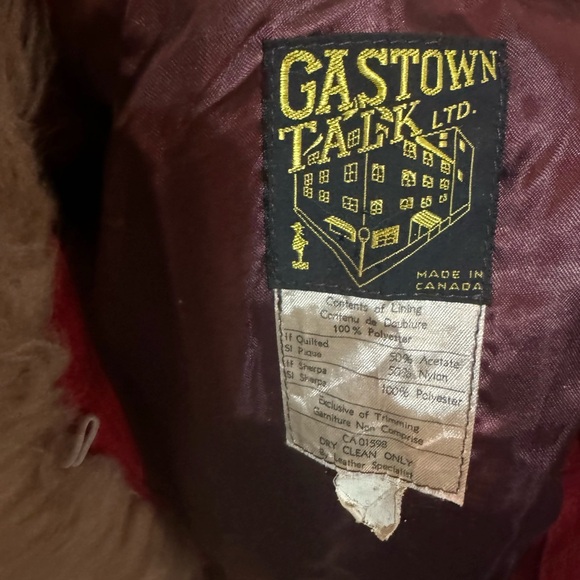 GASTOWN
TALK LTD.
MADE IN
CANADA
Contents of Lining
Contenu de Doublure
100% Polyester
If Quilted
Si Pique
50% Acetate
50% Nylon
If Sherpa
Si Sherpa
100% Polyester
Exclusive of Trimming
Garniture Non Comprise
CA 01598
DRY CLEAN ONLY
By Leather Specialist